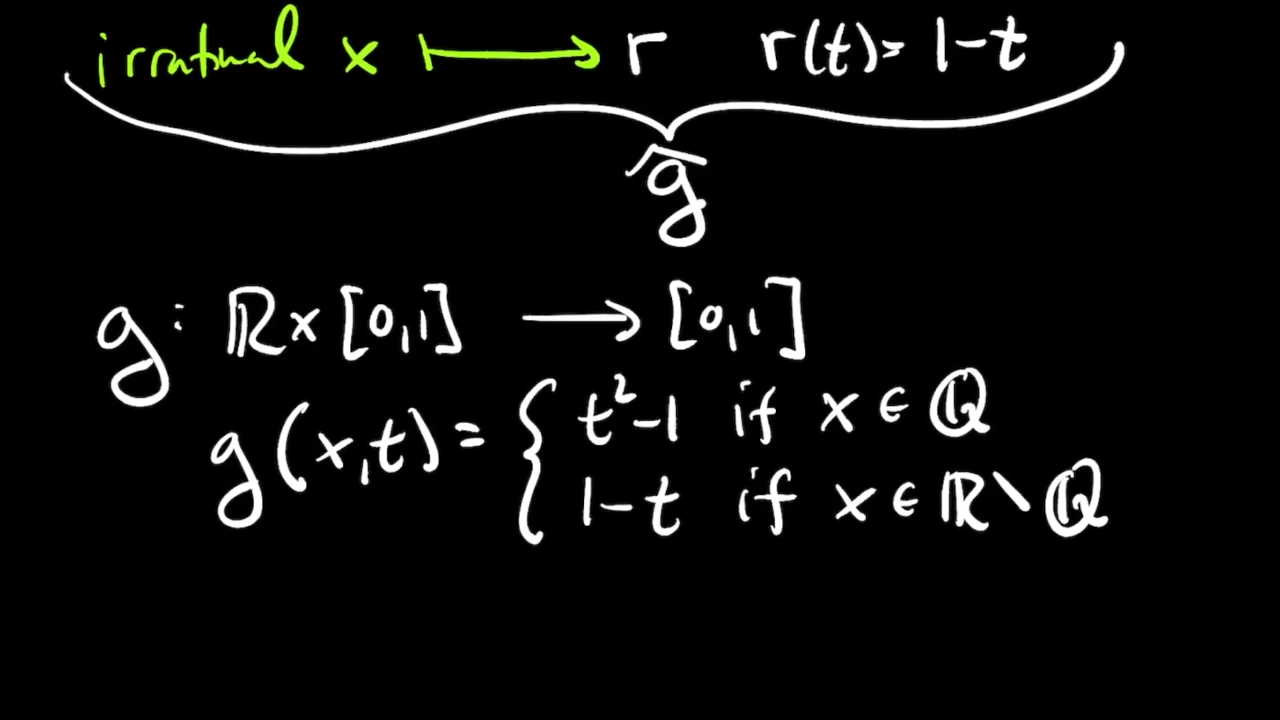 irrational x ⟼ r r(t)= 1-t
ĝ
g: ℝ×[0,1] ⟶ [0,1]
g(x,t)= { t²-1 if x ∈ ℚ
1-t if x ∈ ℝ∖ℚ